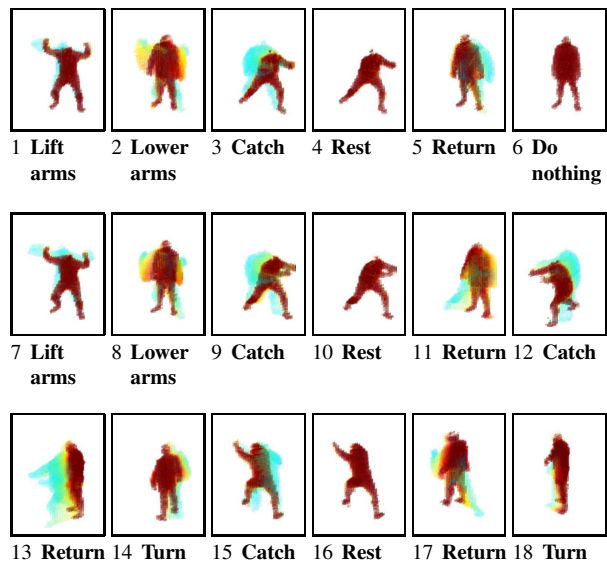 1 Lift arms
2 Lower arms
3 Catch
4 Rest
5 Return
6 Do nothing
7 Lift arms
8 Lower arms
9 Catch
10 Rest
11 Return
12 Catch
13 Return
14 Turn
15 Catch
16 Rest
17 Return
18 Turn